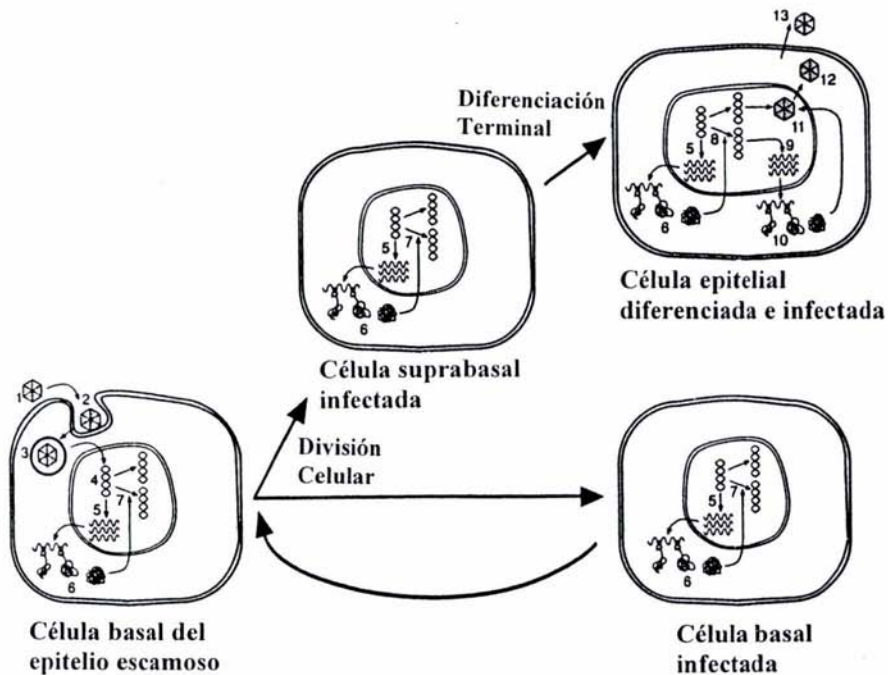 13
12
11
Diferenciación
Terminal
5
8
9
6
10
Célula epitelial
diferenciada e infectada
5
7
6
Célula suprabasal
infectada
1
2
3
4
5
7
6
División
Celular
5
7
6
Célula basal del
epitelio escamoso
Célula basal
infectada